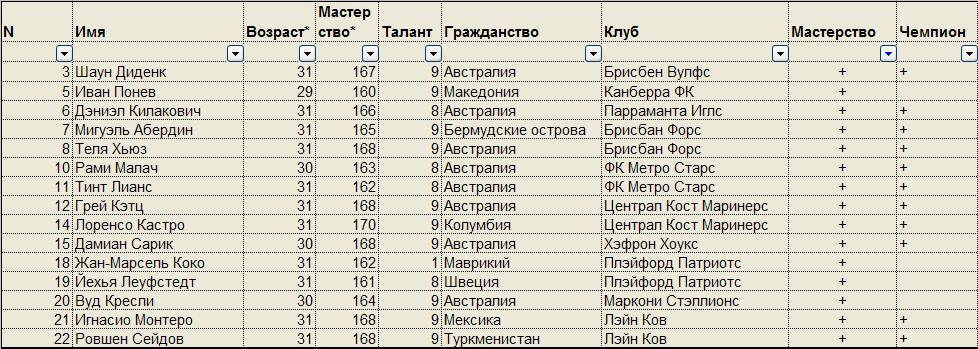 N Имя Возраст* Мастер ство* Талант Гражданство Клуб Мастерство Чемпион
3 Шаун Диденк 31 167 9 Австралия Брисбен Вулфс + +
5 Иван Понев 29 160 9 Македония Канберра ФК +
6 Дэниэл Килакович 31 166 8 Австралия Парраманта Иглс + +
7 Мигуэль Абердин 31 165 9 Бермудские острова Брисбан Форс + +
8 Теля Хьюз 31 168 9 Австралия Брисбан Форс + +
10 Рами Малач 30 163 8 Австралия ФК Метро Старс + +
11 Тинт Лианс 31 162 8 Австралия ФК Метро Старс + +
12 Грей Кэтц 31 168 9 Австралия Централ Кост Маринерс + +
14 Лоренсо Кастро 31 170 9 Колумбия Централ Кост Маринерс + +
15 Дамиан Сарик 30 168 9 Австралия Хэфрон Хоукс + +
18 Жан-Марсель Коко 31 162 1 Маврикий Плэйфорд Патриотс +
19 Йехья Леуфстедт 31 161 8 Швеция Плэйфорд Патриотс +
20 Вуд Кресли 30 164 9 Австралия Маркони Стэллионс +
21 Игнасио Монтеро 31 168 9 Мексика Лэйн Ков + +
22 Ровшен Сейдов 31 168 9 Туркменистан Лэйн Ков + +